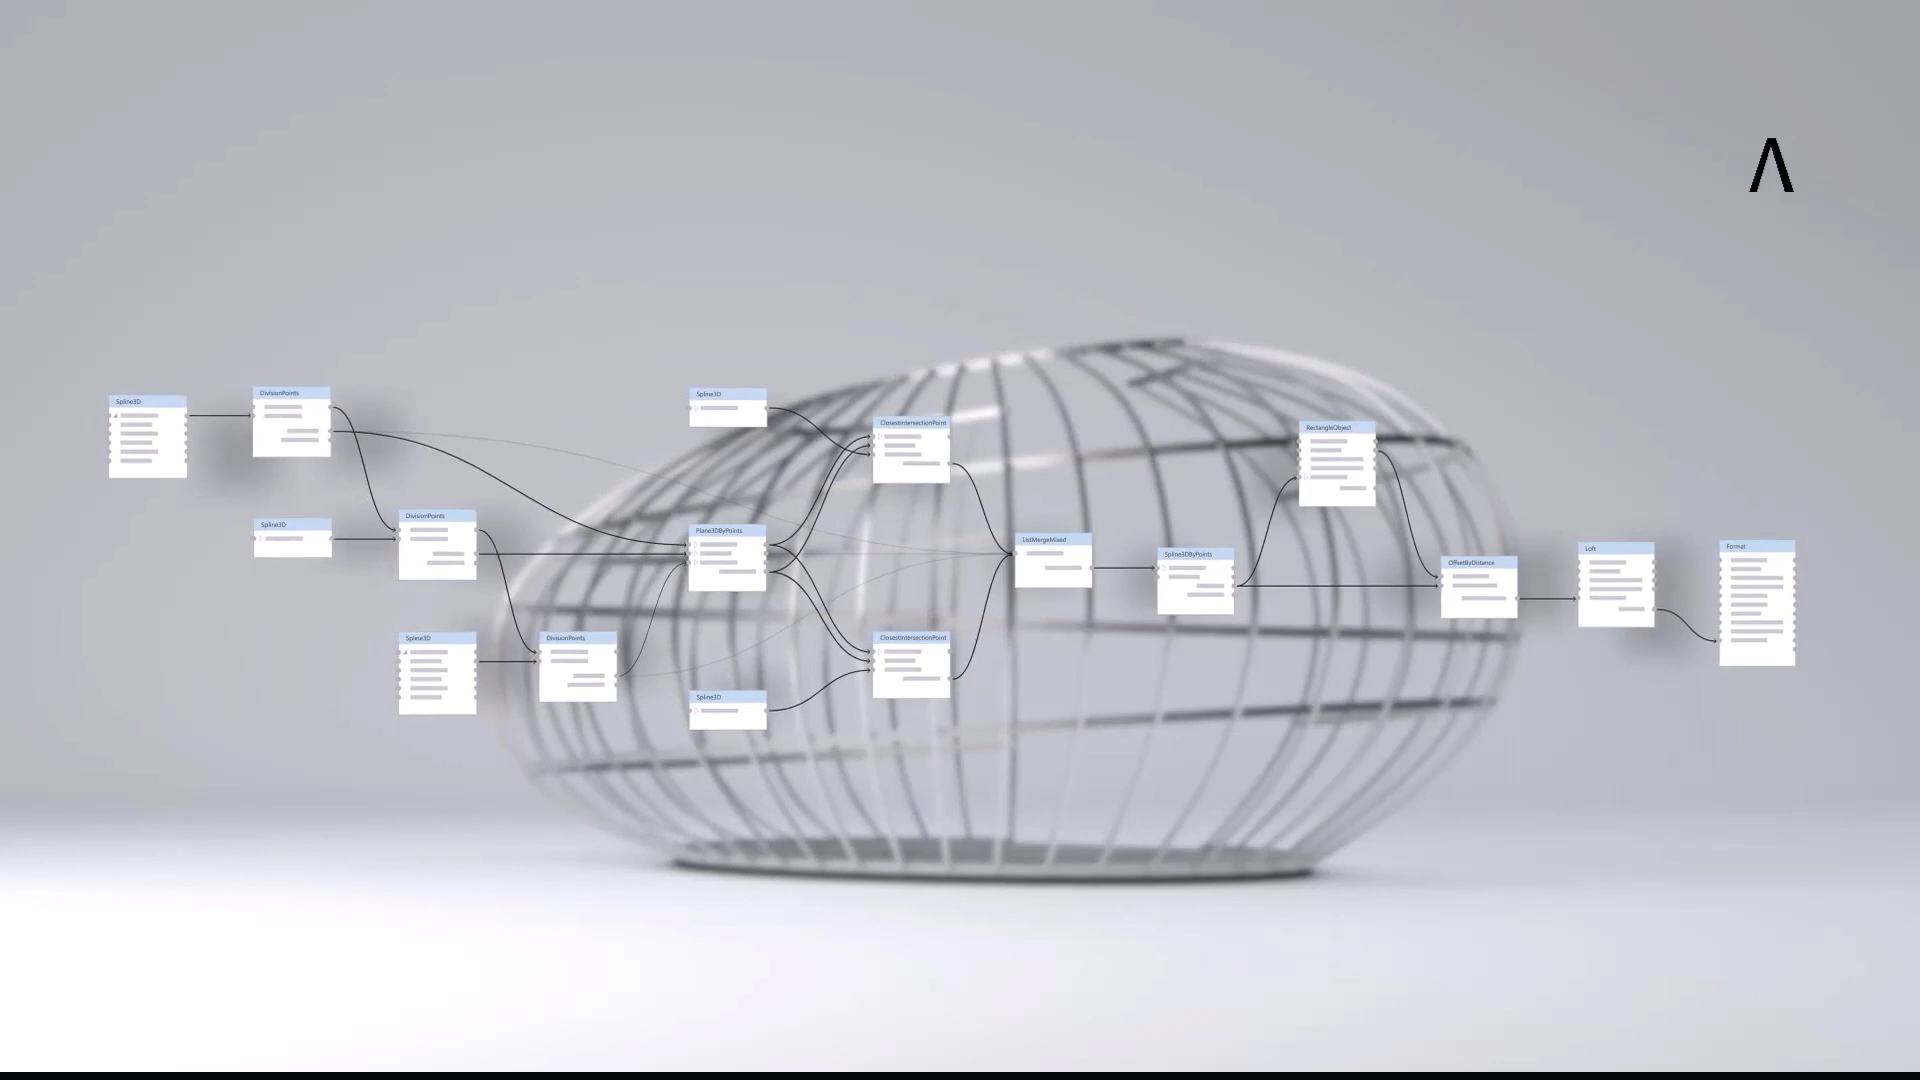 Λ
Spline3D
DivisionPoints
Spline3D
DivisionPoints
Spline3D
DivisionPoints
Spline3D
Plane3DByPoints
Spline3D
ClosestIntersectionPoint
ClosestIntersectionPoint
ListMergeMixed
Spline3DByPoints
RectangleObject
OffsetByDistance
Loft
Format